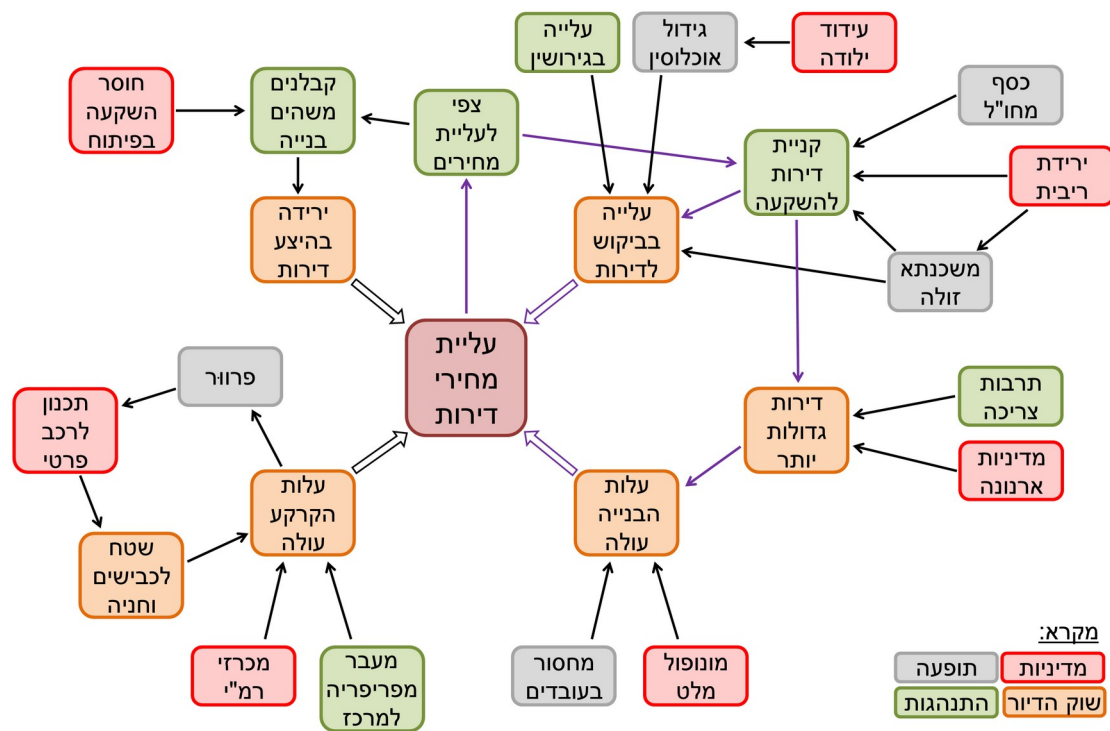 עידוד
ילודה
גידול
אוכלוסין
עלייה
בגירושין
כסף
מחו"ל
חוסר
השקעה
בפיתוח
קבלנים
משהים
בנייה
צפי
לעליית
מחירים
קניית
דירות
להשקעה
ירידת
ריבית
משכנתא
זולה
עלייה
בביקוש
לדירות
ירידה
בהיצע
דירות
עליית
מחירי
דירות
פרוור
תכנון
לרכב
פרטי
דירות
גדולות
יותר
תרבות
צריכה
מדיניות
ארנונה
עלות
הבנייה
עולה
עלות
הקרקע
עולה
שטח
לכבישים
וחניה
מונופול
מלט
מחסור
בעובדים
מעבר
מפריפריה
למרכז
מכרזי
רמ"י
מקרא:
מדיניות
תופעה
שוק הדיור
התנהגות